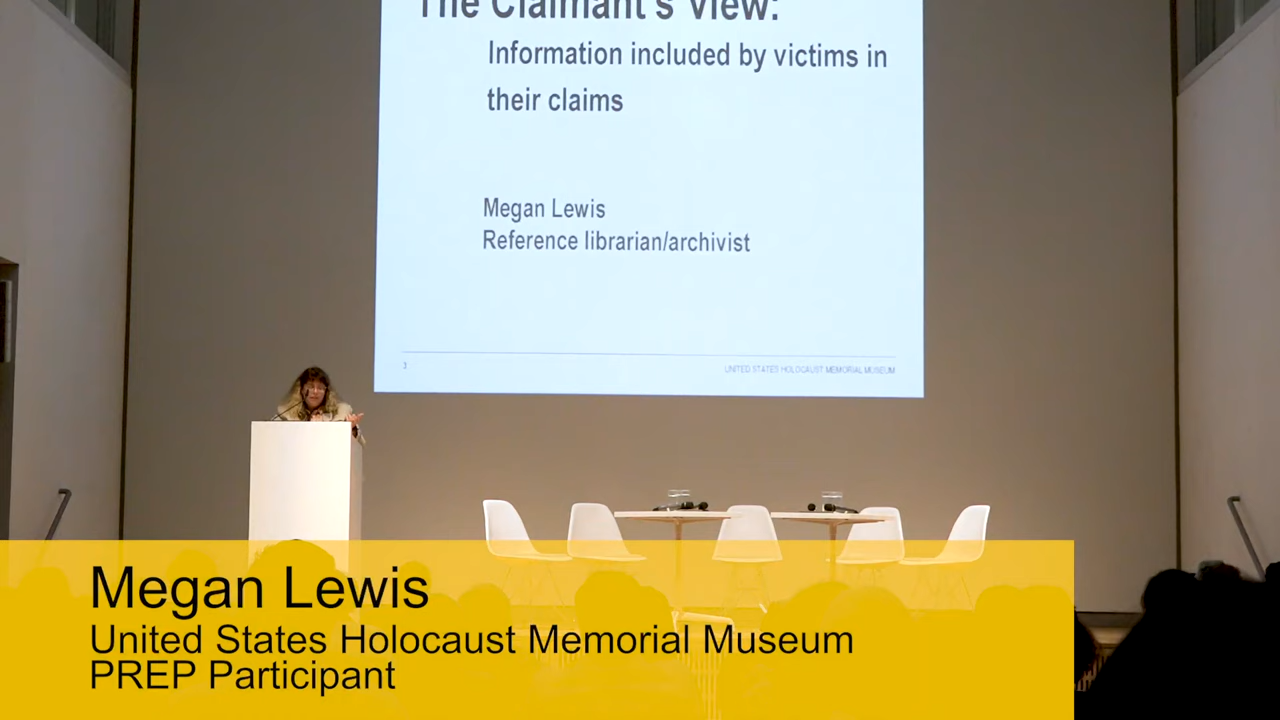 The Claimant's View:
Information included by victims in
their claims
Megan Lewis
Reference librarian/archivist
3
UNITED STATES HOLOCAUST MEMORIAL MUSEUM
Megan Lewis
United States Holocaust Memorial Museum
PREP Participant